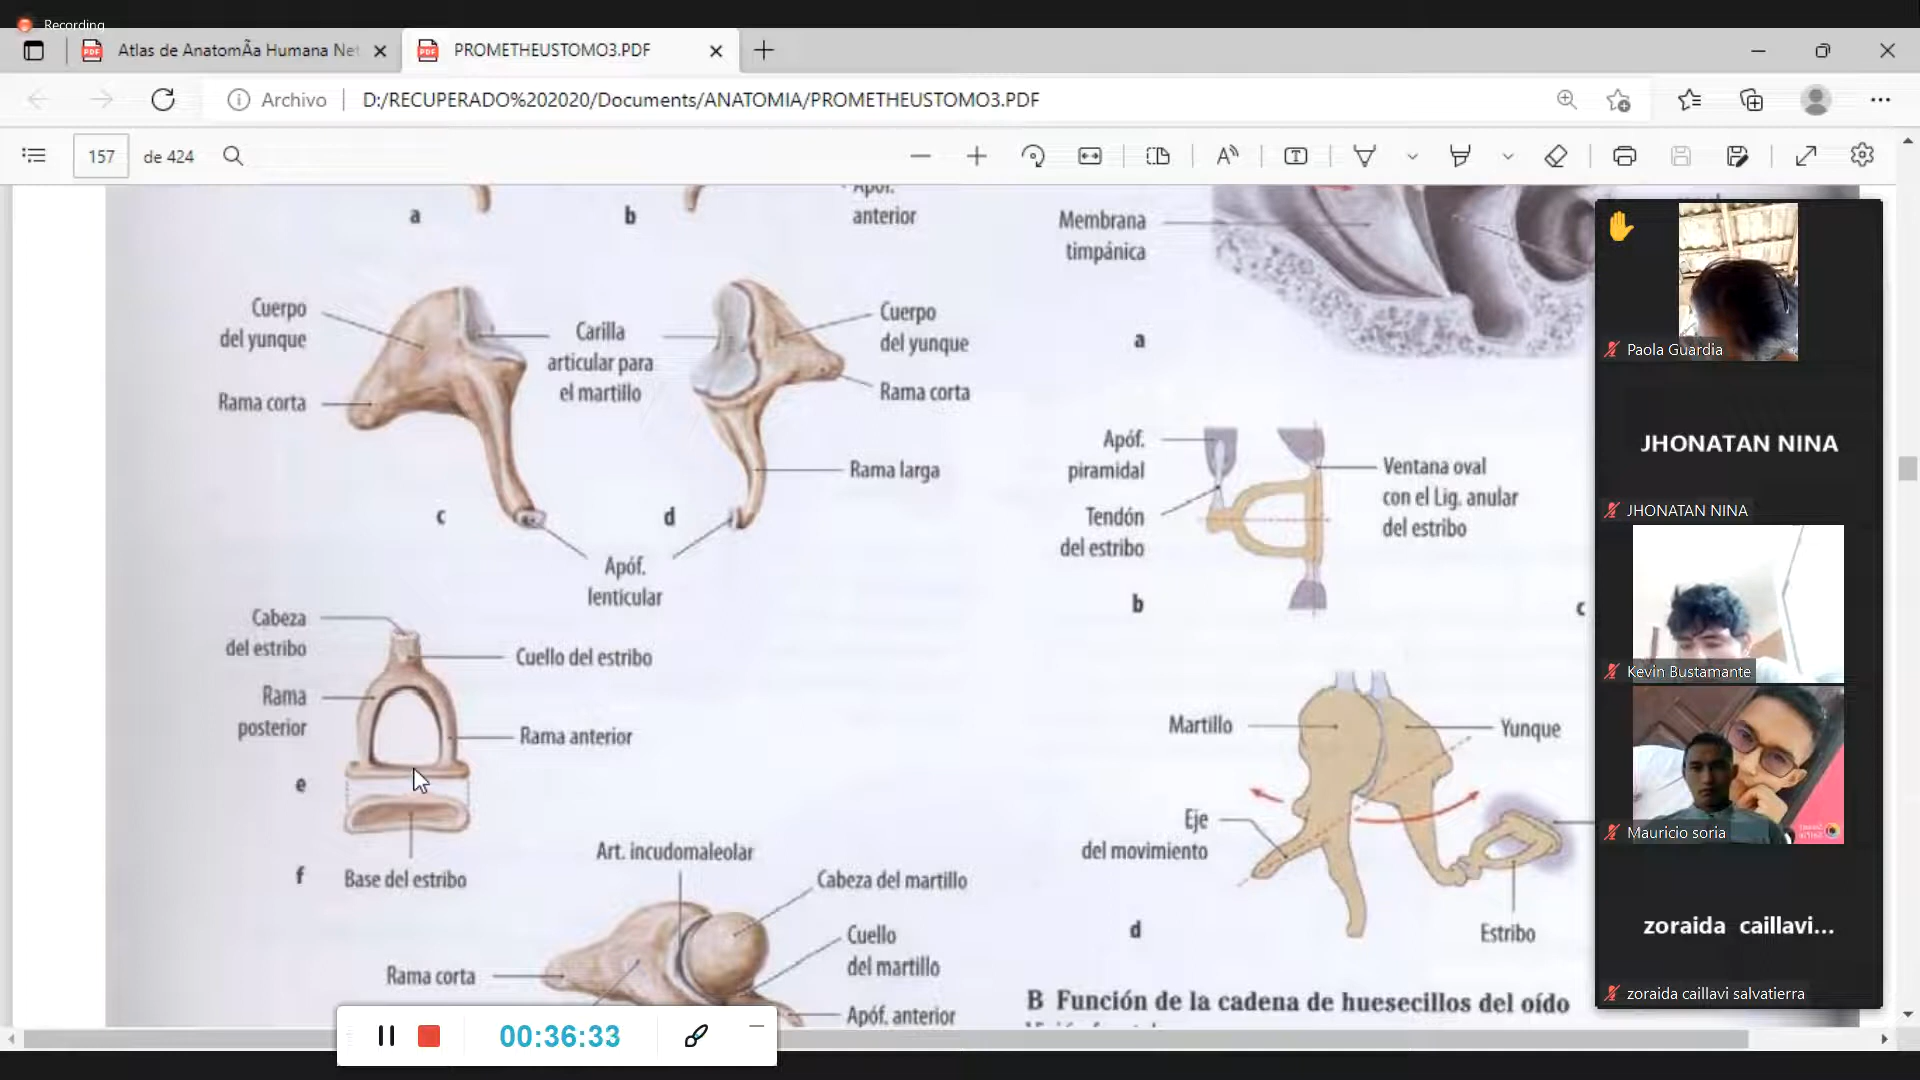 Recording
Atlas de AnatomÃa Humana Net
PROMETHEUSTOMO3.PDF
Archivo
D:/RECUPERADO%202020/Documents/ANATOMIA/PROMETHEUSTOMO3.PDF
157
de 424
a
b
Apóf.
anterior
Membrana
timpánica
a
Cuerpo
del yunque
Rama corta
Carilla
articular para
el martillo
Cuerpo
del yunque
Rama corta
Rama larga
c
d
Apóf.
lenticular
Apóf.
piramidal
Tendón
del estribo
Ventana oval
con el Lig. anular
del estribo
b
c
Cabeza
del estribo
Cuello del estribo
Rama
posterior
Rama anterior
e
f
Base del estribo
Martillo
Yunque
Eje
del movimiento
Estribo
d
Art. incudomaleolar
Cabeza del martillo
Cuello
del martillo
Rama corta
Apóf. anterior
B Función de la cadena de huesecillos del oído
00:36:33
Paola Guardia
JHONATAN NINA
JHONATAN NINA
Kevin Bustamante
Mauricio soria
zoraida caillavi...
zoraida caillavi salvatierra